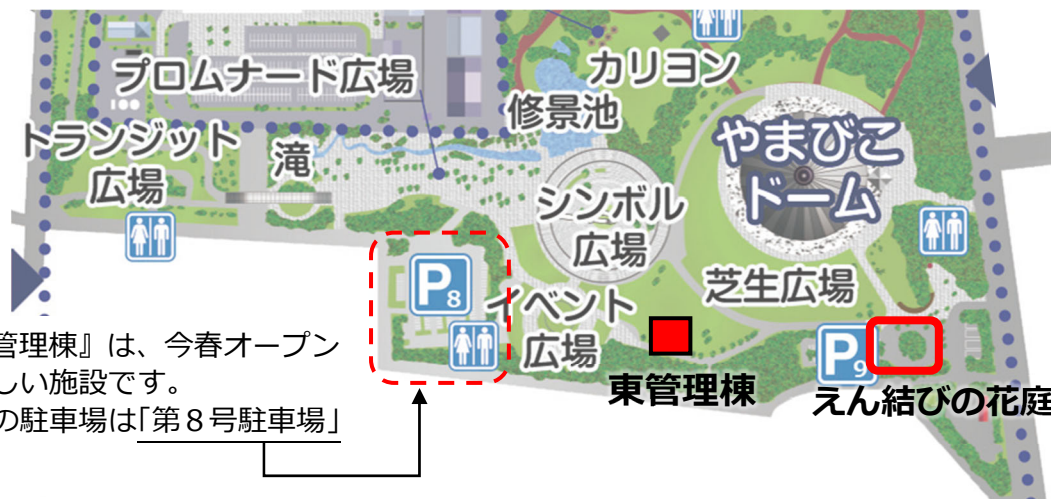 プロムナード広場
カリヨン
修景池
トランジット
広場
滝
やまびこ
ドーム
シンボル
広場
芝生広場
P8
イベント
広場
P9
東管理棟
えん結びの花庭
管理棟』は、今春オープン
しい施設です。
の駐車場は「第８号駐車場」